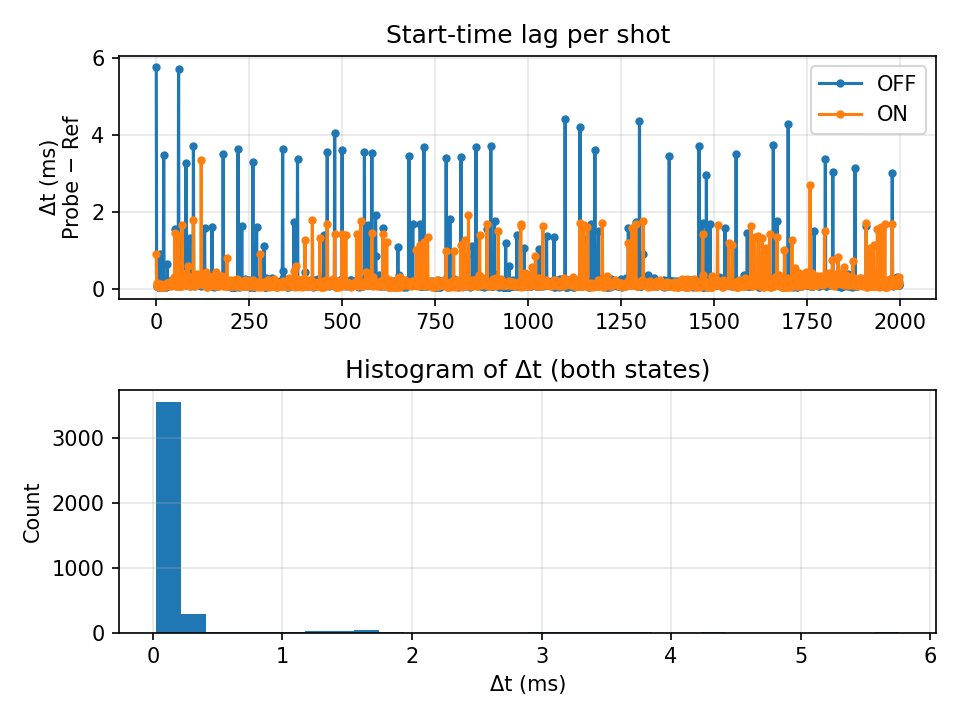 Start-time lag per shot
Δt (ms)
Probe − Ref
6
4
2
0
OFF
ON
0 250 500 750 1000 1250 1500 1750 2000
Histogram of Δt (both states)
Count
3000
2000
1000
0
0 1 2 3 4 5 6
Δt (ms)